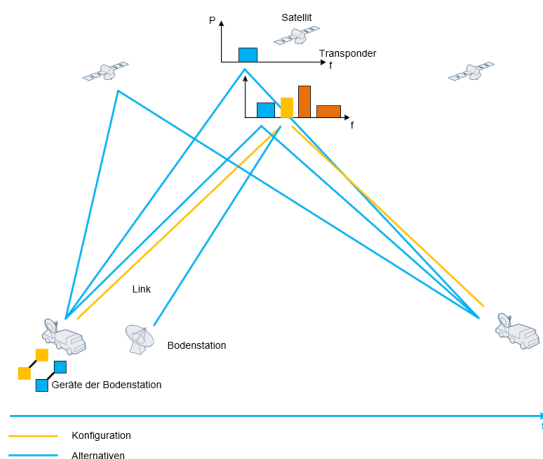 P
Satellit
Transponder
f
f
Link
Bodenstation
Geräte der Bodenstation
Konfiguration
Alternativen